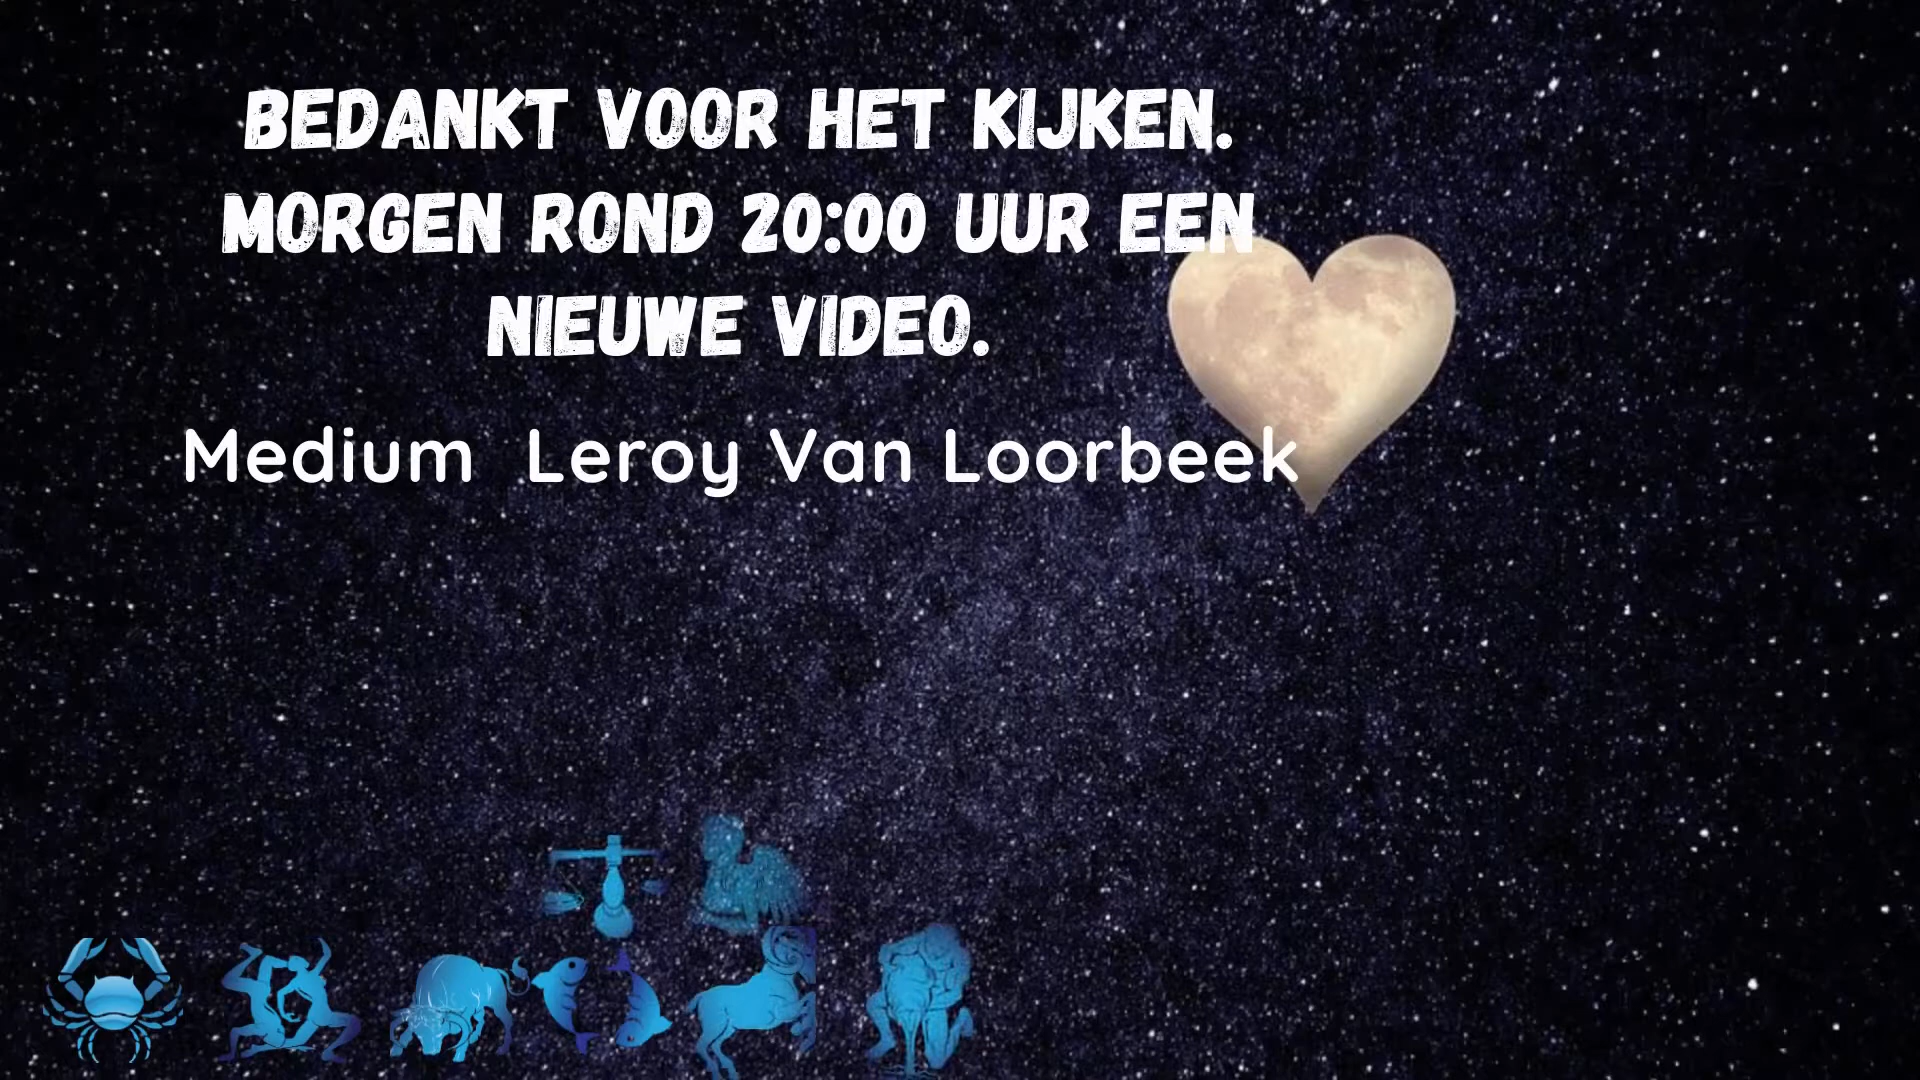 BEDANKT VOOR HET KIJKEN.
MORGEN ROND 20:00 UUR EEN
NIEUWE VIDEO.
Medium Leroy Van Loorbeek